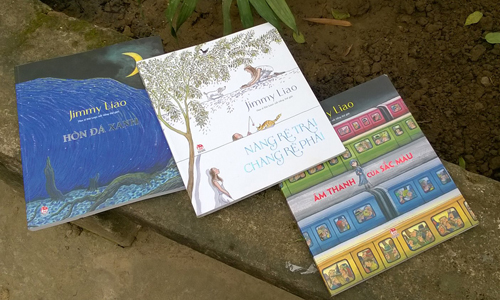 Jimmy Liao
HÒN ĐÁ XANH
Jimmy Liao
NÀNG RẼ TRÁI
CHÀNG RẼ PHẢI
Jimmy Liao
ÂM THANH CỦA SẮC MÀU